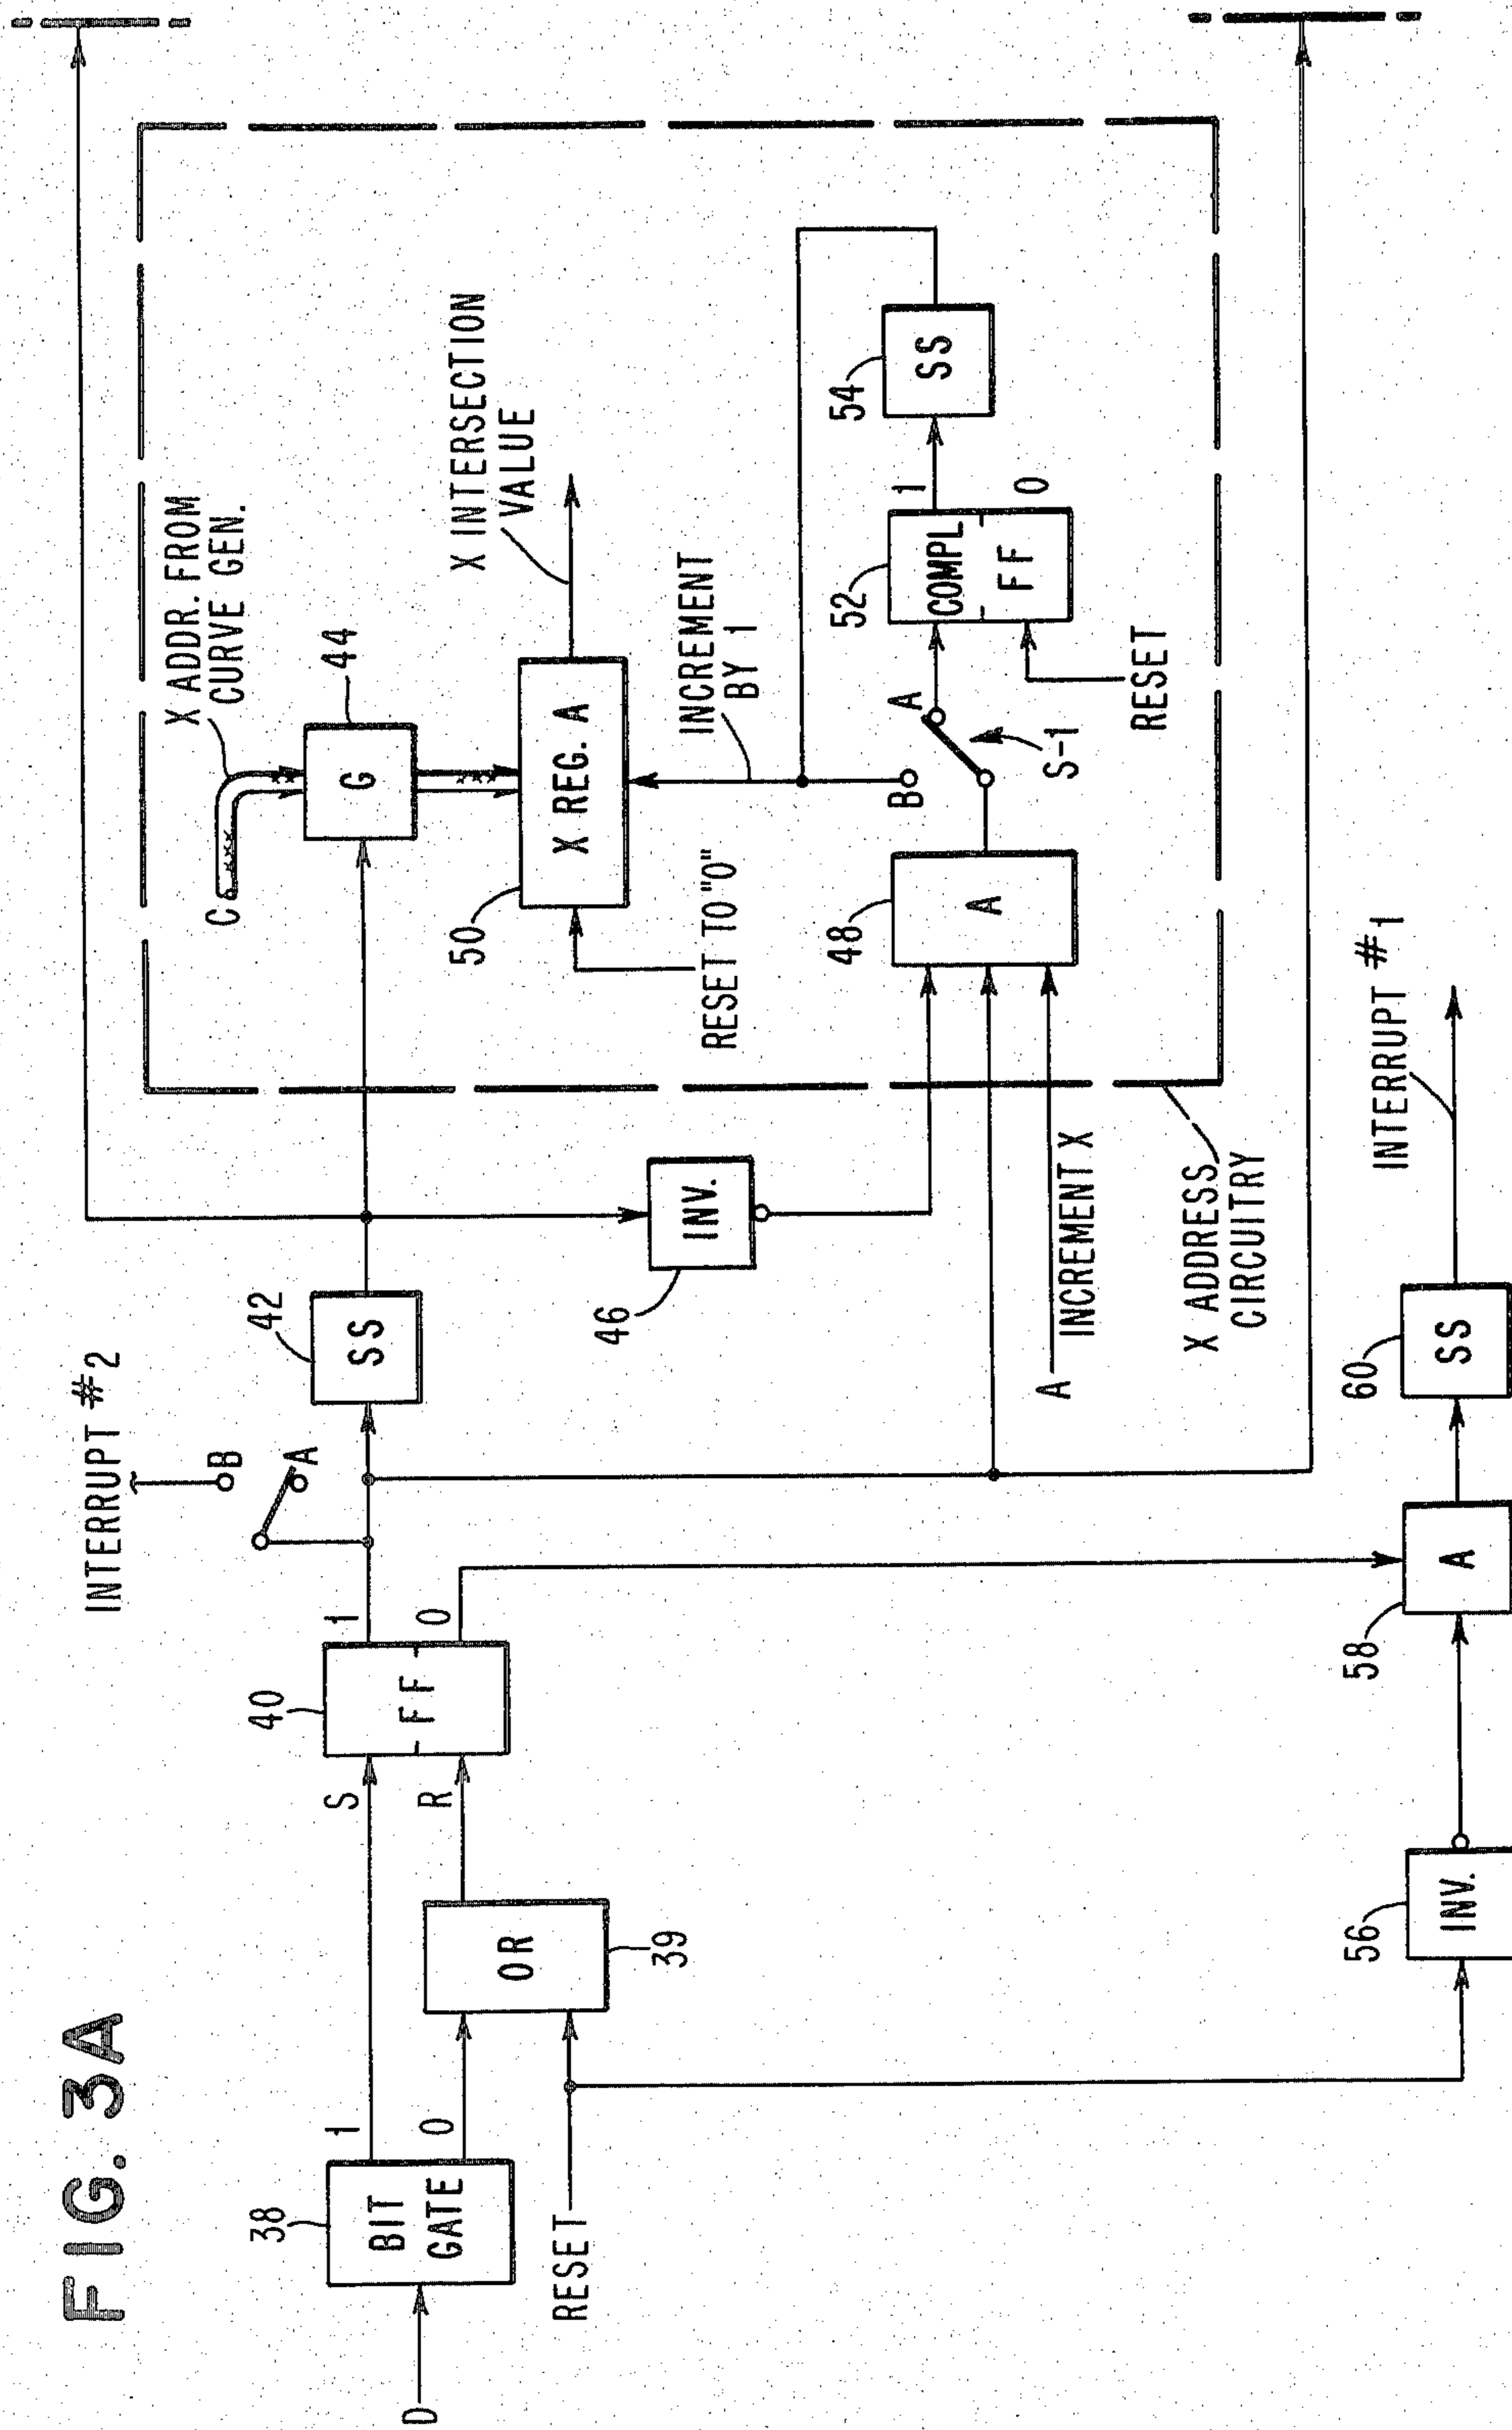 FIG. 3A
INTERRUPT #2
B
A
D
38
BIT
GATE
1
0
RESET
OR
39
S
R
40
FF
1
0
42
SS
C
X ADDR. FROM
CURVE GEN.
44
G
50
X REG. A
X INTERSECTION
VALUE
RESET TO "0"
INCREMENT
BY 1
46
INV.
48
A
B
A
S-1
52
COMPL
FF
1
0
RESET
54
SS
A
INCREMENT X
X ADDRESS
CIRCUITRY
56
INV.
58
A
60
SS
INTERRUPT #1